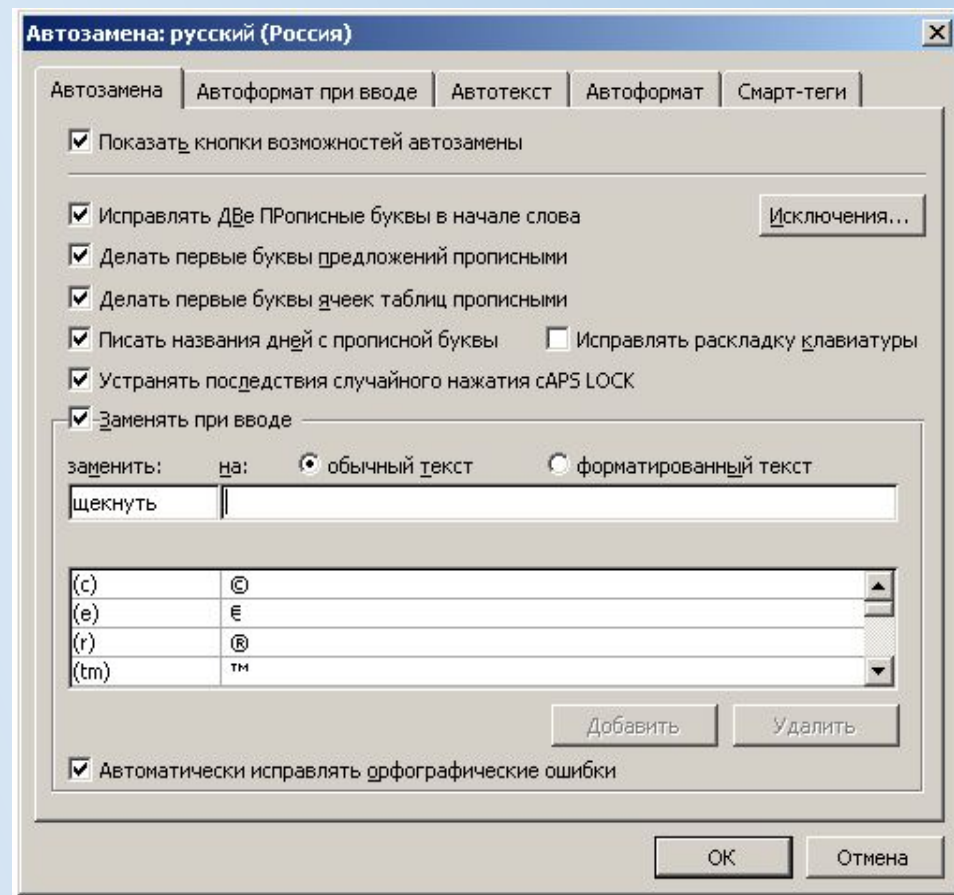 Автозамена: русский (Россия)
Автозамена Автоформат при вводе Автотекст Автоформат Смарт-теги
Показать кнопки возможностей автозамены
Исправлять ДВе ПРописные буквы в начале слова Исключения...
Делать первые буквы предложений прописными
Делать первые буквы ячеек таблиц прописными
Писать названия дней с прописной буквы Исправлять раскладку клавиатуры
Устранять последствия случайного нажатия cAPS LOCK
Заменять при вводе
заменить: на: обычный текст форматированный текст
щекнуть
(c) ©
(e) €
(r) ®
(tm) ™
Добавить Удалить
Автоматически исправлять орфографические ошибки
ОК Отмена